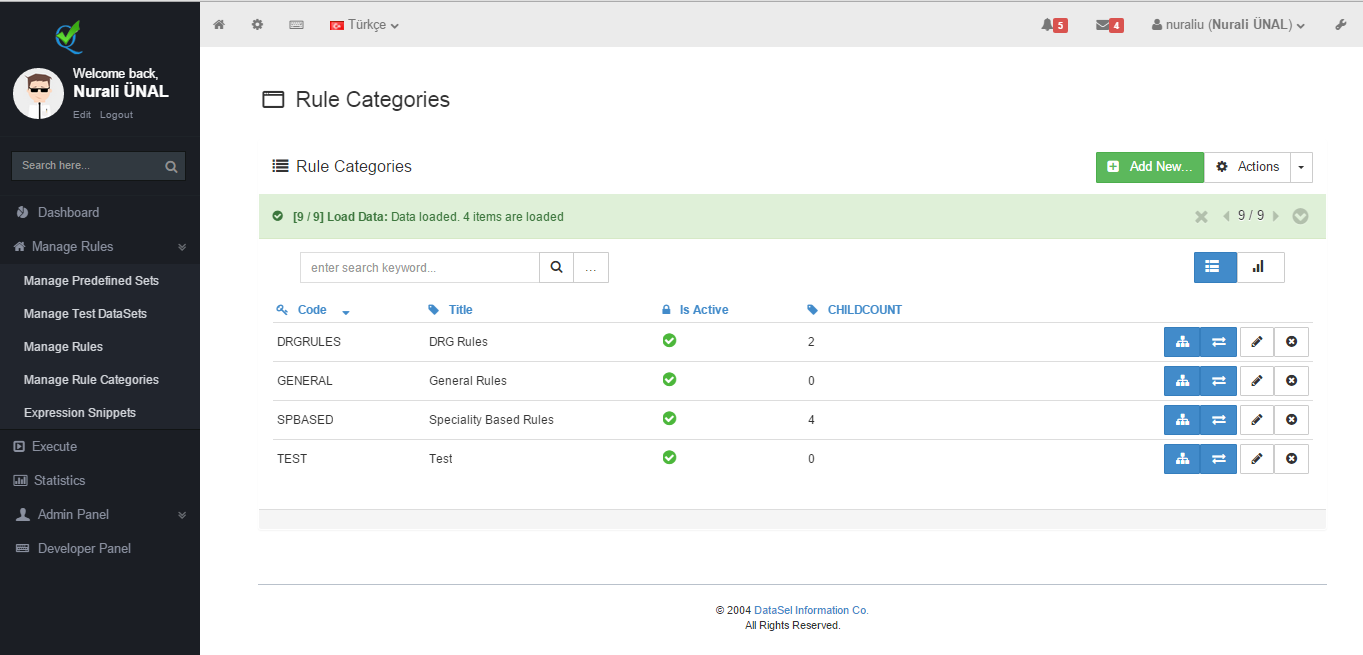 Türkçe
5
4
nuraliu (Nurali ÜNAL)
Welcome back,
Nurali ÜNAL
Edit Logout
Search here...
Dashboard
Manage Rules
Manage Predefined Sets
Manage Test DataSets
Manage Rules
Manage Rule Categories
Expression Snippets
Execute
Statistics
Admin Panel
Developer Panel
Rule Categories
Rule Categories
Add New... Actions
[9 / 9] Load Data: Data loaded. 4 items are loaded
9 / 9
enter search keyword... ...
Code Title Is Active CHILDCOUNT
DRGRULES DRG Rules 2
GENERAL General Rules 0
SPBASED Speciality Based Rules 4
TEST Test 0
© 2004 DataSel Information Co.
All Rights Reserved.